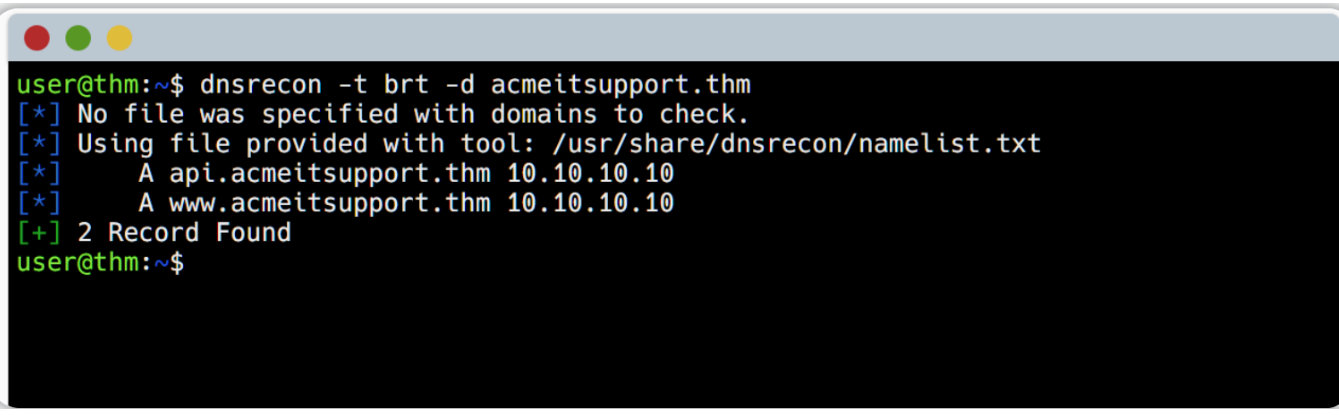 user@thm:~$ dnsrecon -t brt -d acmeitsupport.thm
[*] No file was specified with domains to check.
[*] Using file provided with tool: /usr/share/dnsrecon/namelist.txt
[*]     A api.acmeitsupport.thm 10.10.10.10
[*]     A www.acmeitsupport.thm 10.10.10.10
[+] 2 Record Found
user@thm:~$